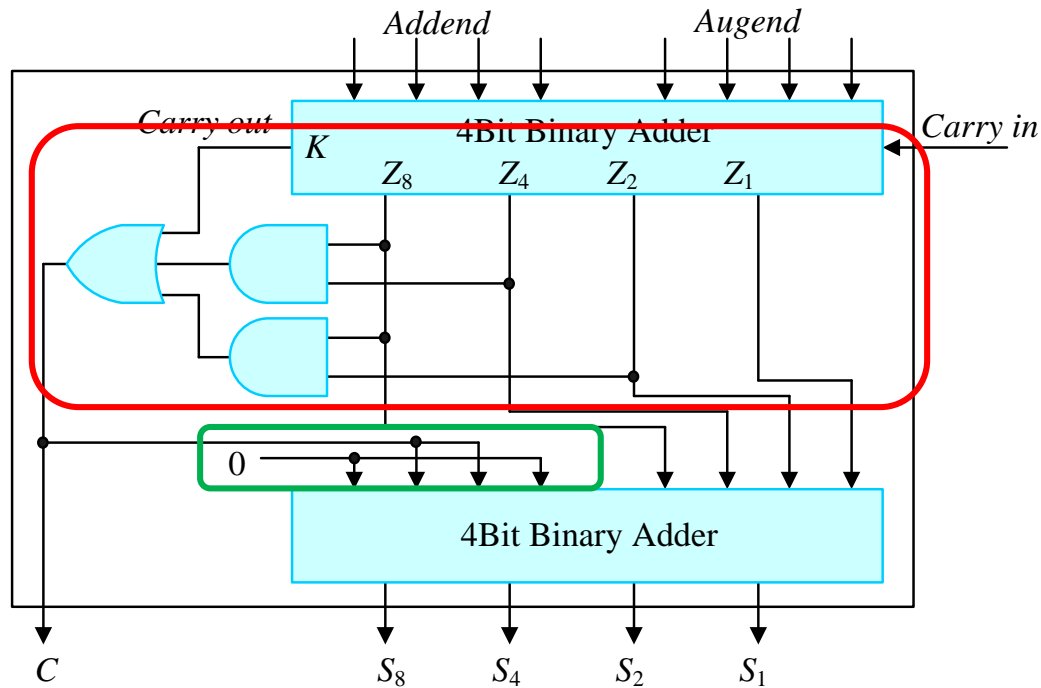 Addend Augend
Carry out 4Bit Binary Adder Carry in
K
Z₈ Z₄ Z₂ Z₁
0
4Bit Binary Adder
C S₈ S₄ S₂ S₁